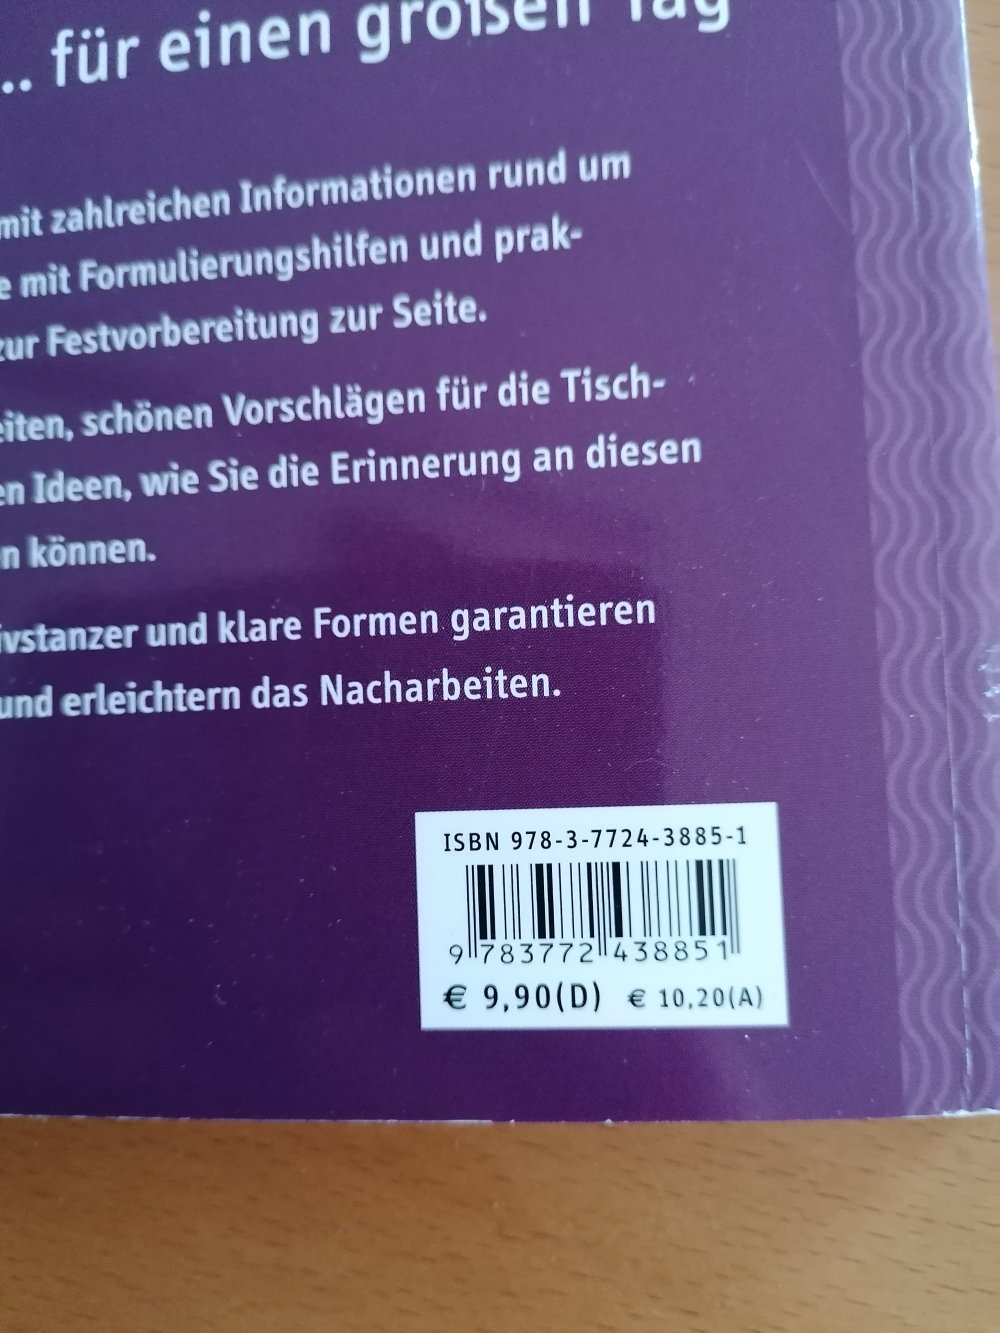 .. für einen großen Tag
mit zahlreichen Informationen rund um
e mit Formulierungshilfen und prak-
zur Festvorbereitung zur Seite.
eiten, schönen Vorschlägen für die Tisch-
en Ideen, wie Sie die Erinnerung an diesen
n können.
ivstanzer und klare Formen garantieren
und erleichtern das Nacharbeiten.
ISBN 978-3-7724-3885-1
9 783772 438851
€ 9,90(D) € 10,20(A)